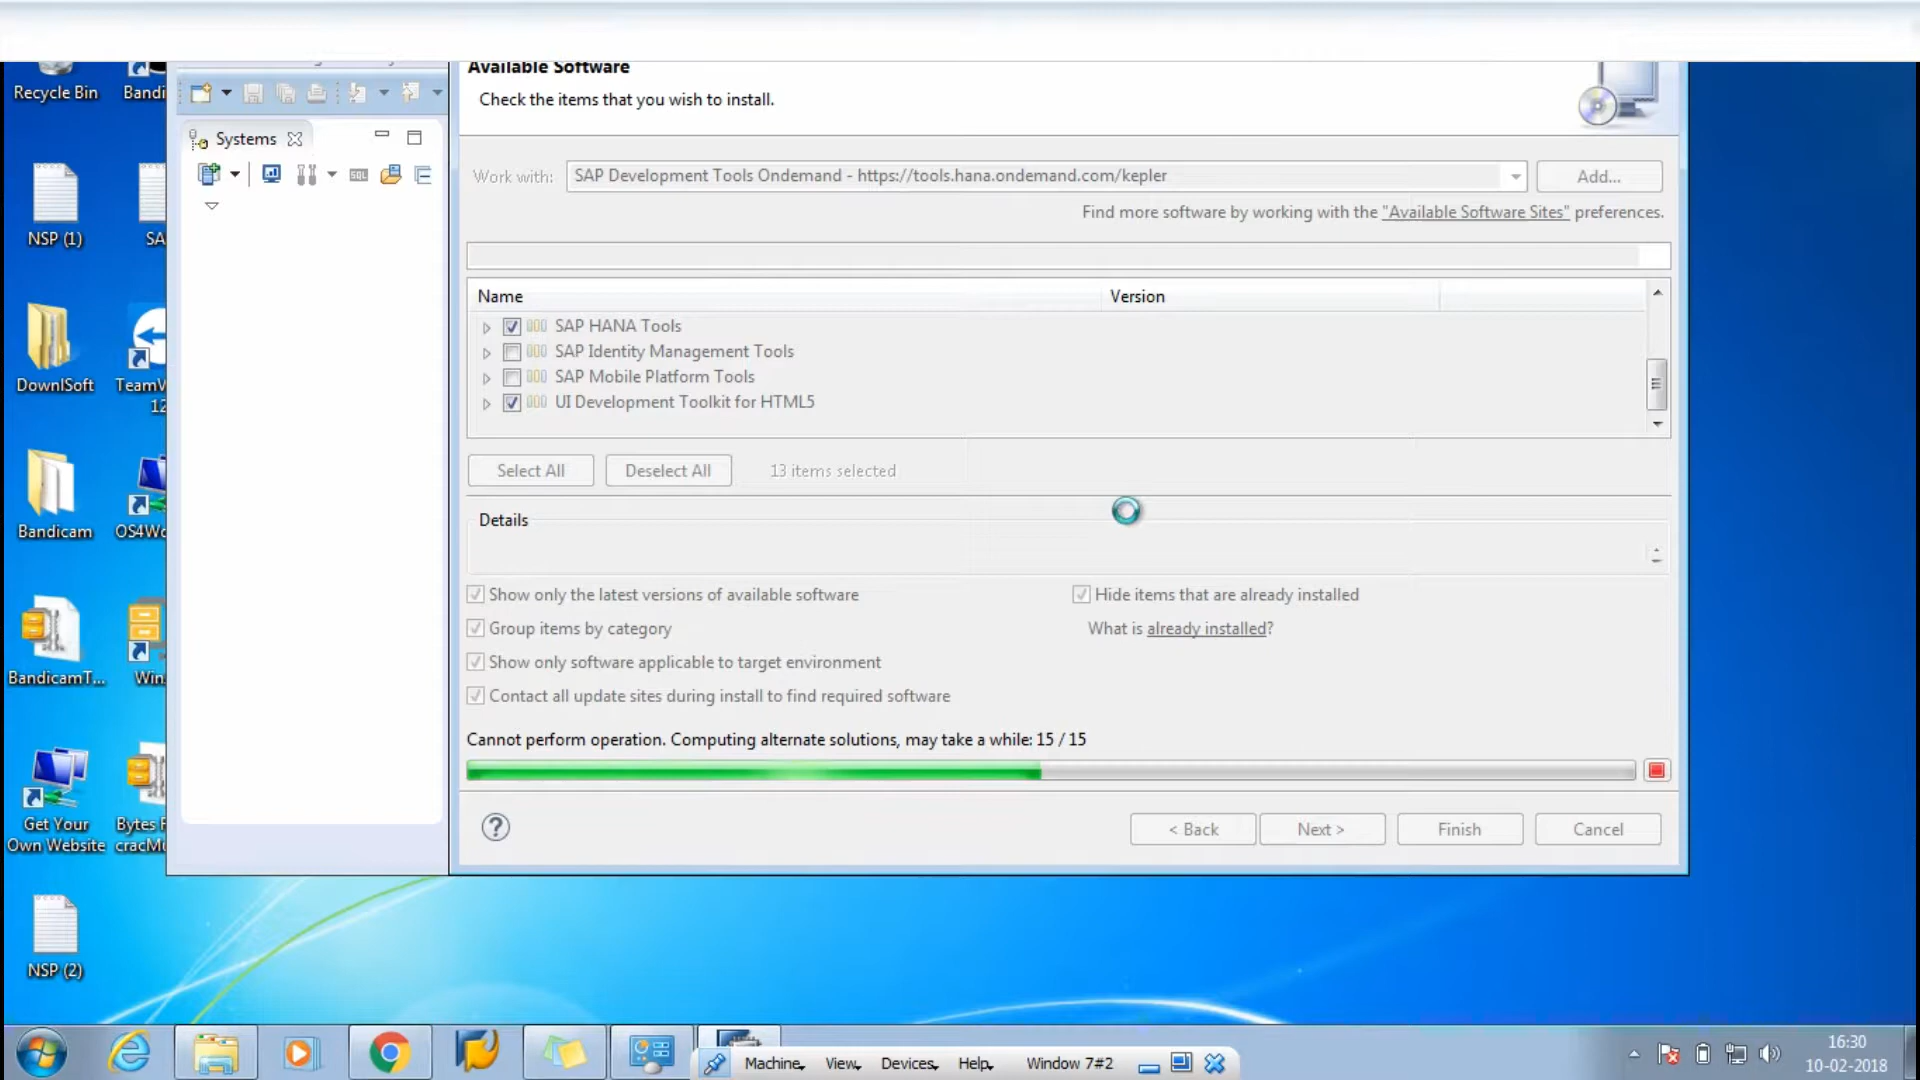 Available Software
Check the items that you wish to install.
Recycle Bin
Bandi
Systems
Work with:
SAP Development Tools Ondemand - https://tools.hana.ondemand.com/kepler
Add...
Find more software by working with the "Available Software Sites" preferences.
NSP (1)
SA
Name
Version
SAP HANA Tools
SAP Identity Management Tools
SAP Mobile Platform Tools
UI Development Toolkit for HTML5
DownlSoft
TeamV
12
Select All
Deselect All
13 items selected
Details
Bandicam
OS4Wo
Show only the latest versions of available software
Hide items that are already installed
Group items by category
What is already installed?
Show only software applicable to target environment
BandicamT...
Win
Contact all update sites during install to find required software
Cannot perform operation. Computing alternate solutions, may take a while: 15 / 15
Get Your
Own Website
Bytes F
cracMu
< Back
Next >
Finish
Cancel
NSP (2)
Machine
View
Devices
Help
Window 7#2
16:30
10-02-2018